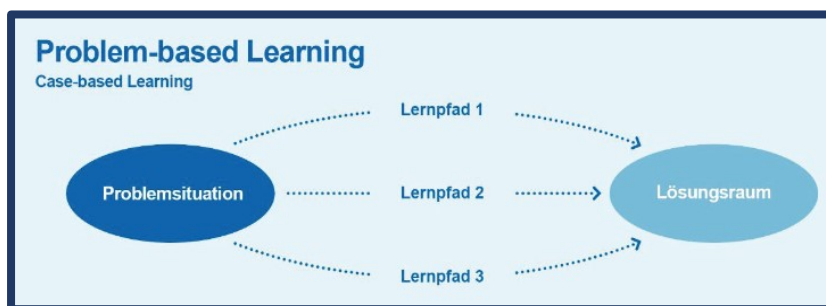 Problem-based Learning
Case-based Learning
Lernpfad 1
Problemsituation
Lernpfad 2
Lösungsraum
Lernpfad 3